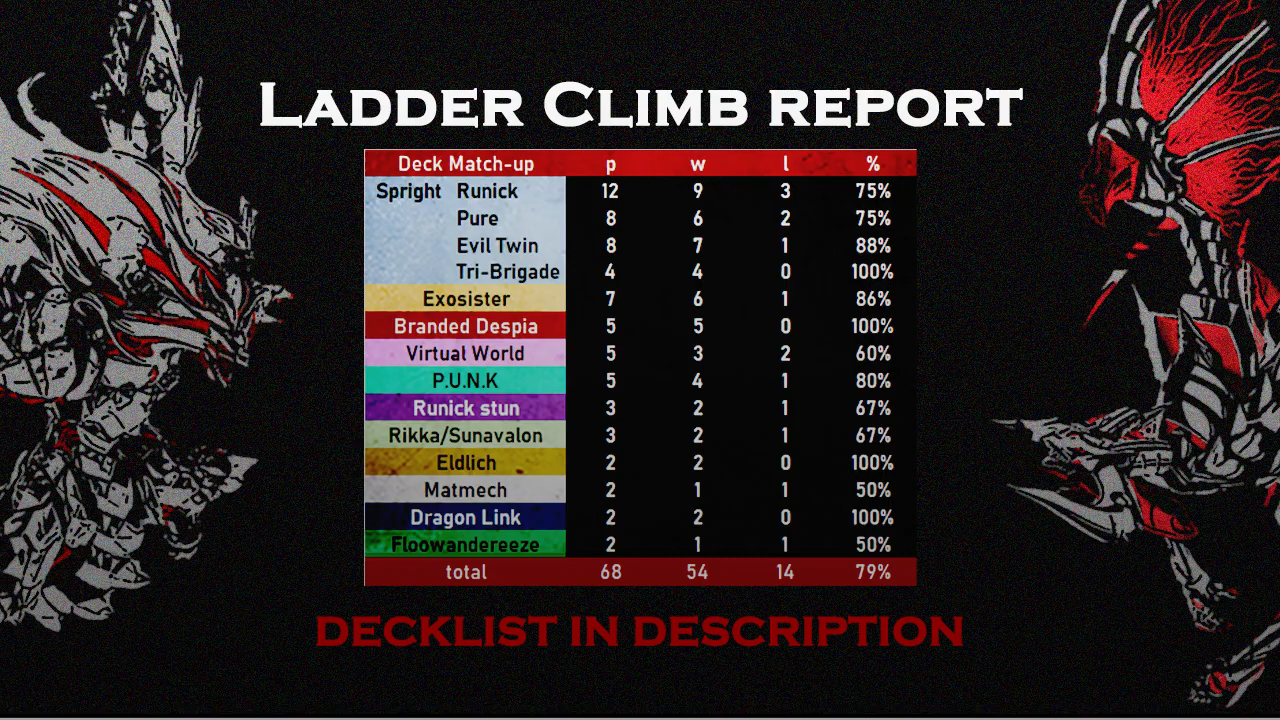 Ladder Climb report
Deck Match-up p w l %
Spright Runick 12 9 3 75%
Pure 8 6 2 75%
Evil Twin 8 7 1 88%
Tri-Brigade 4 4 0 100%
Exosister 7 6 1 86%
Branded Despia 5 5 0 100%
Virtual World 5 3 2 60%
P.U.N.K 5 4 1 80%
Runick stun 3 2 1 67%
Rikka/Sunavalon 3 2 1 67%
Eldlich 2 2 0 100%
Matmech 2 1 1 50%
Dragon Link 2 2 0 100%
Floowandereeze 2 1 1 50%
total 68 54 14 79%
DECKLIST IN DESCRIPTION